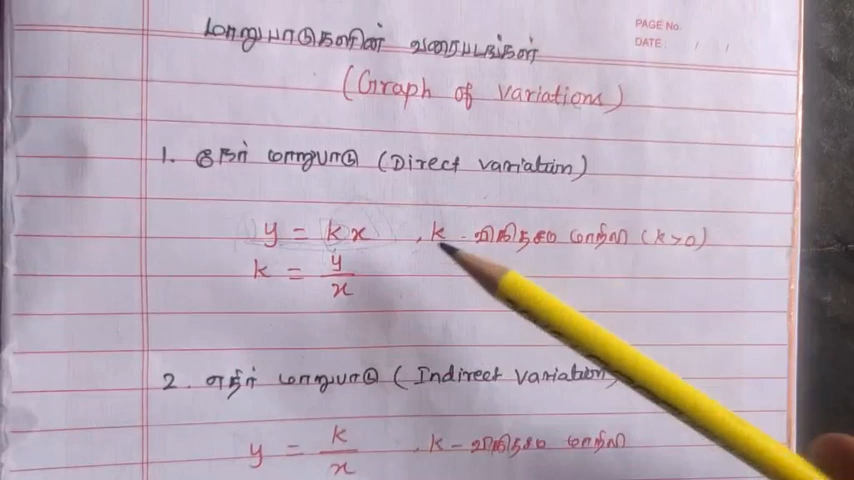 மாறுபாடுகளின் வரைபடங்கள்
PAGE No.
DATE: / /
(Graph of variations)
1. நேர் மாறுபாடு (Direct variation)
y = kx , k - விகிதசம மாறிலி (k>0)
k = y/x
2. எதிர் மாறுபாடு (Indirect variation
y = k/x . k - விகிதசம மாறிலி